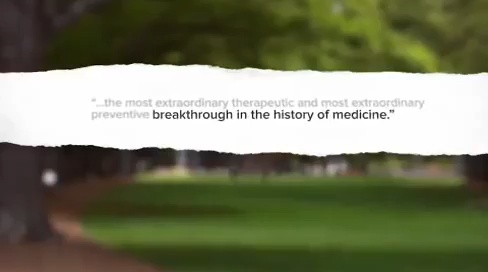 “...the most extraordinary therapeutic and most extraordinary
preventive breakthrough in the history of medicine.”